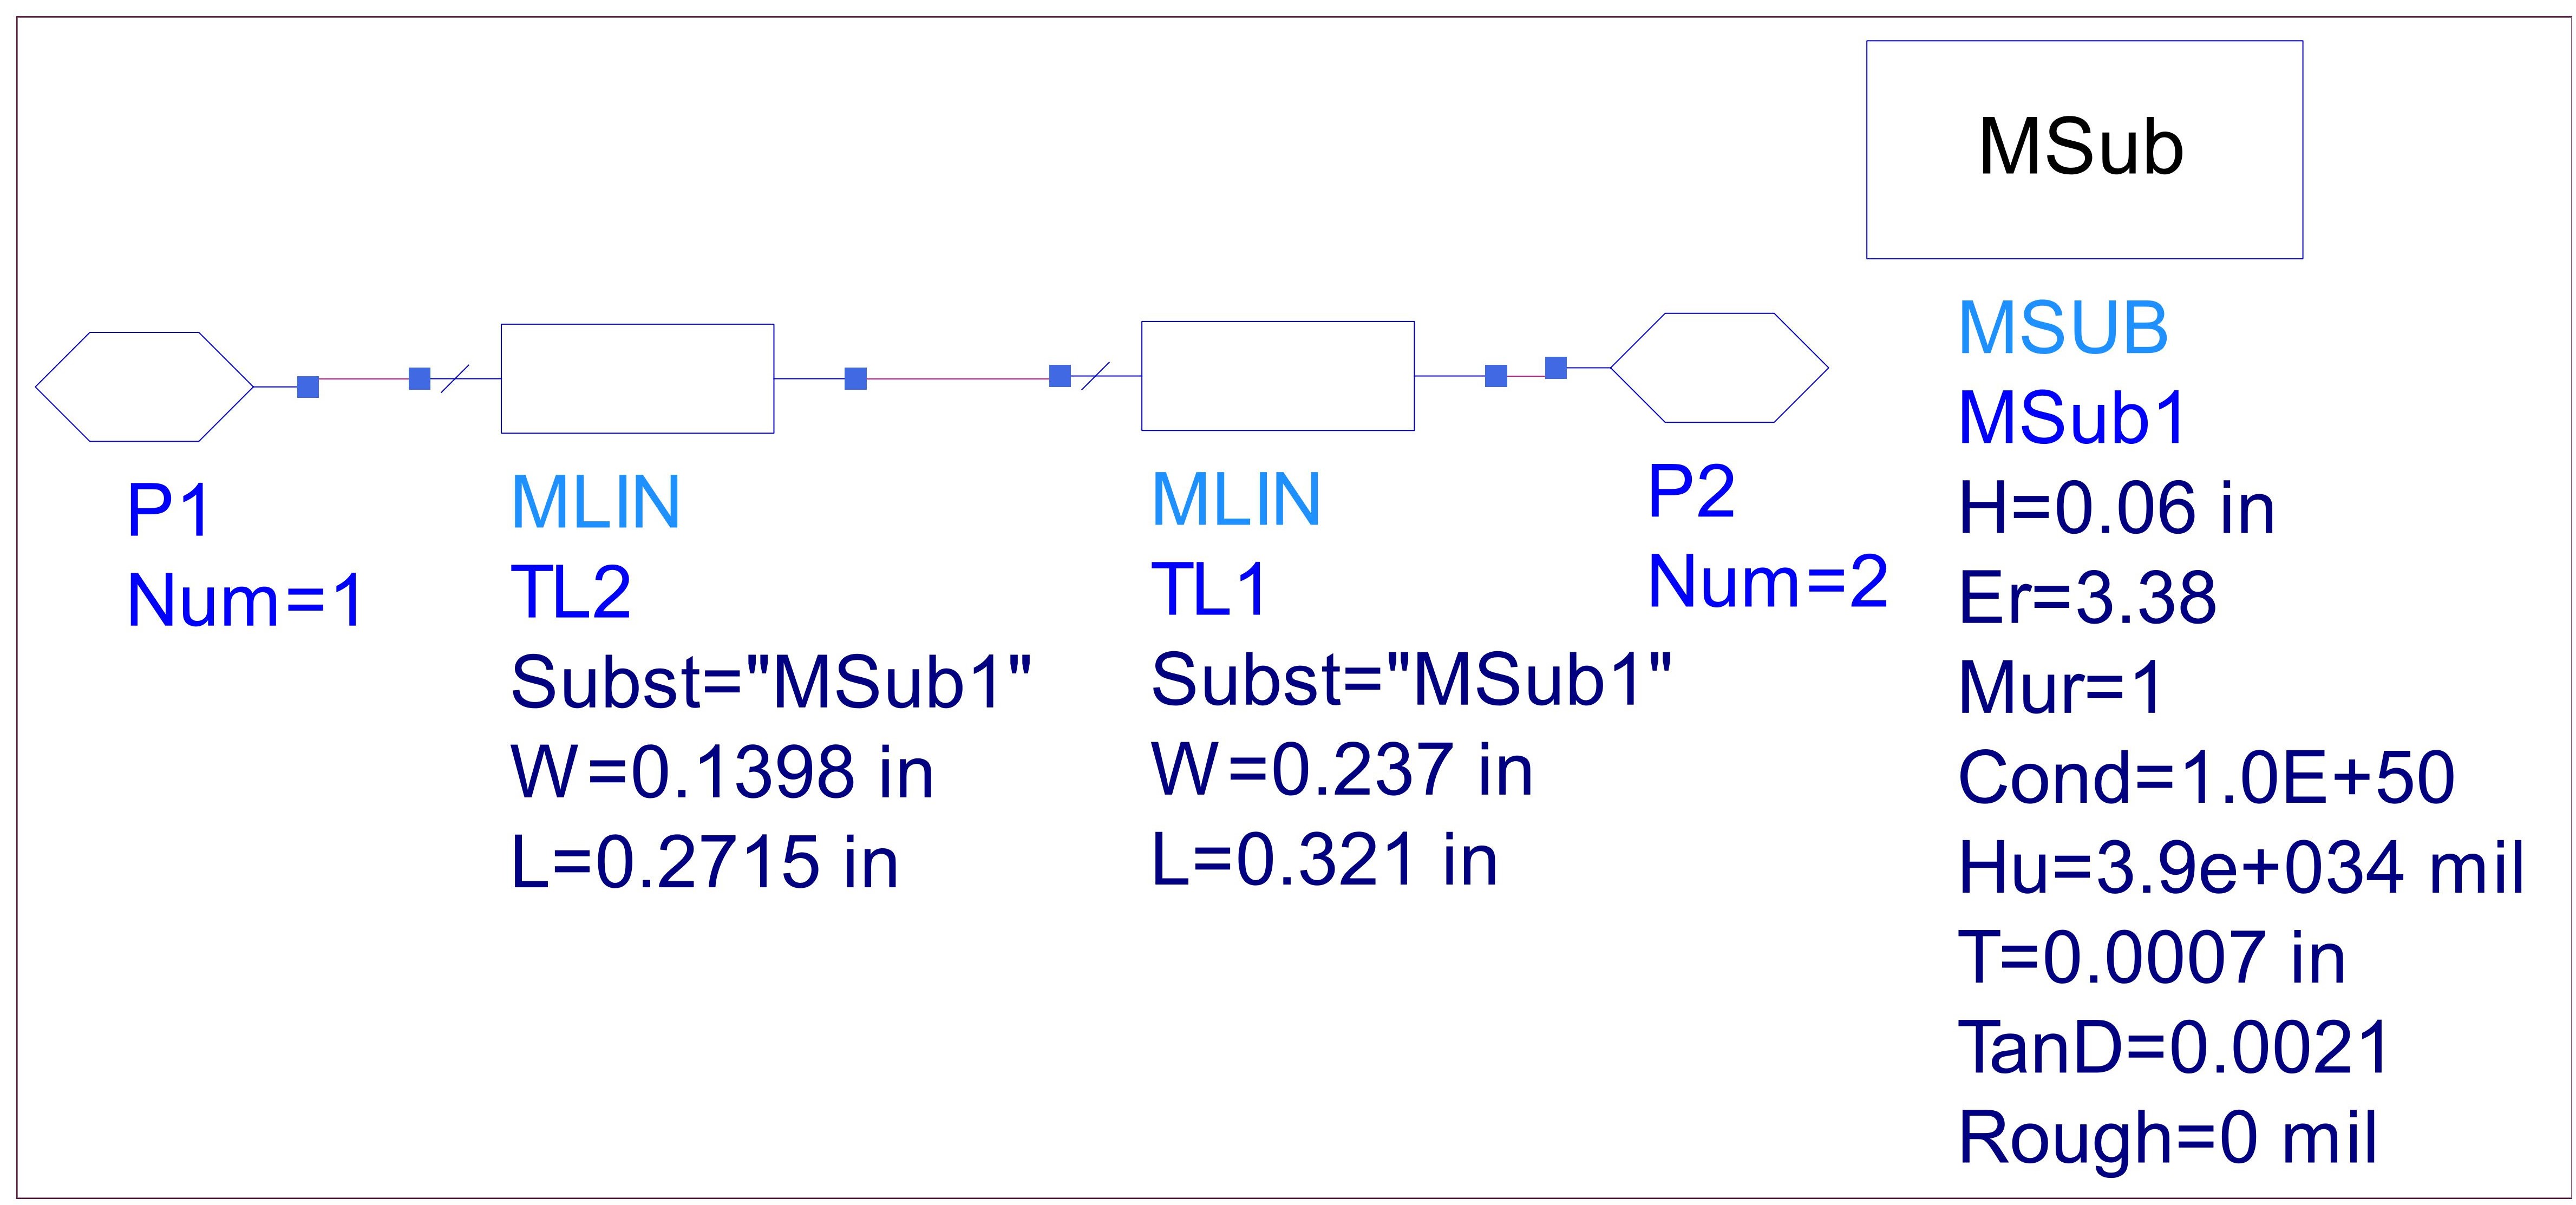 MSub
P1
Num=1
MLIN
TL2
Subst="MSub1"
W=0.1398 in
L=0.2715 in
MLIN
TL1
Subst="MSub1"
W=0.237 in
L=0.321 in
P2
Num=2
MSUB
MSub1
H=0.06 in
Er=3.38
Mur=1
Cond=1.0E+50
Hu=3.9e+034 mil
T=0.0007 in
TanD=0.0021
Rough=0 mil